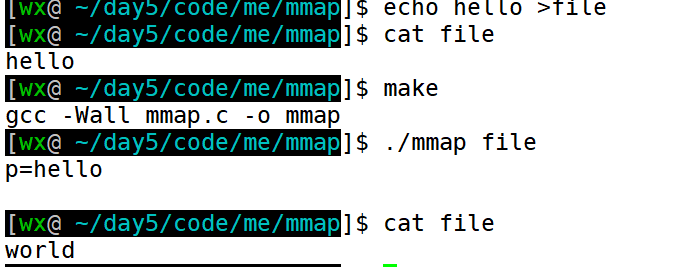 [wx@ ~/day5/code/me/mmap]$ echo hello >file
[wx@ ~/day5/code/me/mmap]$ cat file
hello
[wx@ ~/day5/code/me/mmap]$ make
gcc -Wall mmap.c -o mmap
[wx@ ~/day5/code/me/mmap]$ ./mmap file
p=hello
[wx@ ~/day5/code/me/mmap]$ cat file
world